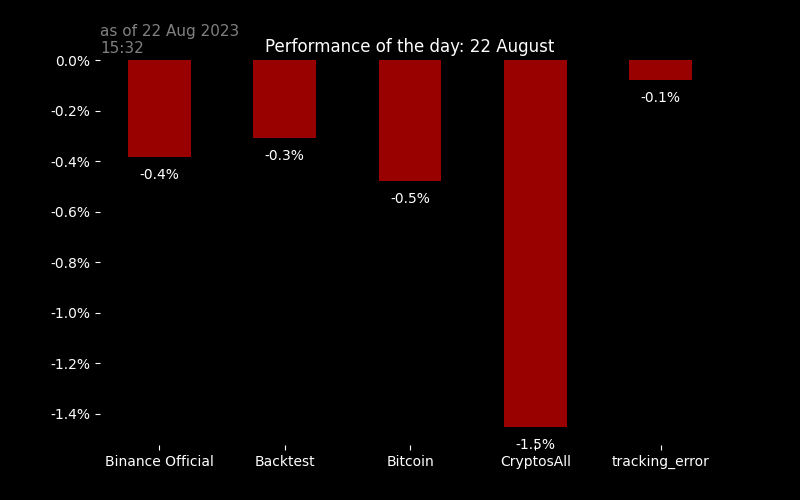 as of 22 Aug 2023
15:32
Performance of the day: 22 August
0.0%
-0.2%
-0.4%
-0.6%
-0.8%
-1.0%
-1.2%
-1.4%
-0.4%
-0.3%
-0.5%
-1.5%
-0.1%
Binance Official
Backtest
Bitcoin
CryptosAll
tracking_error